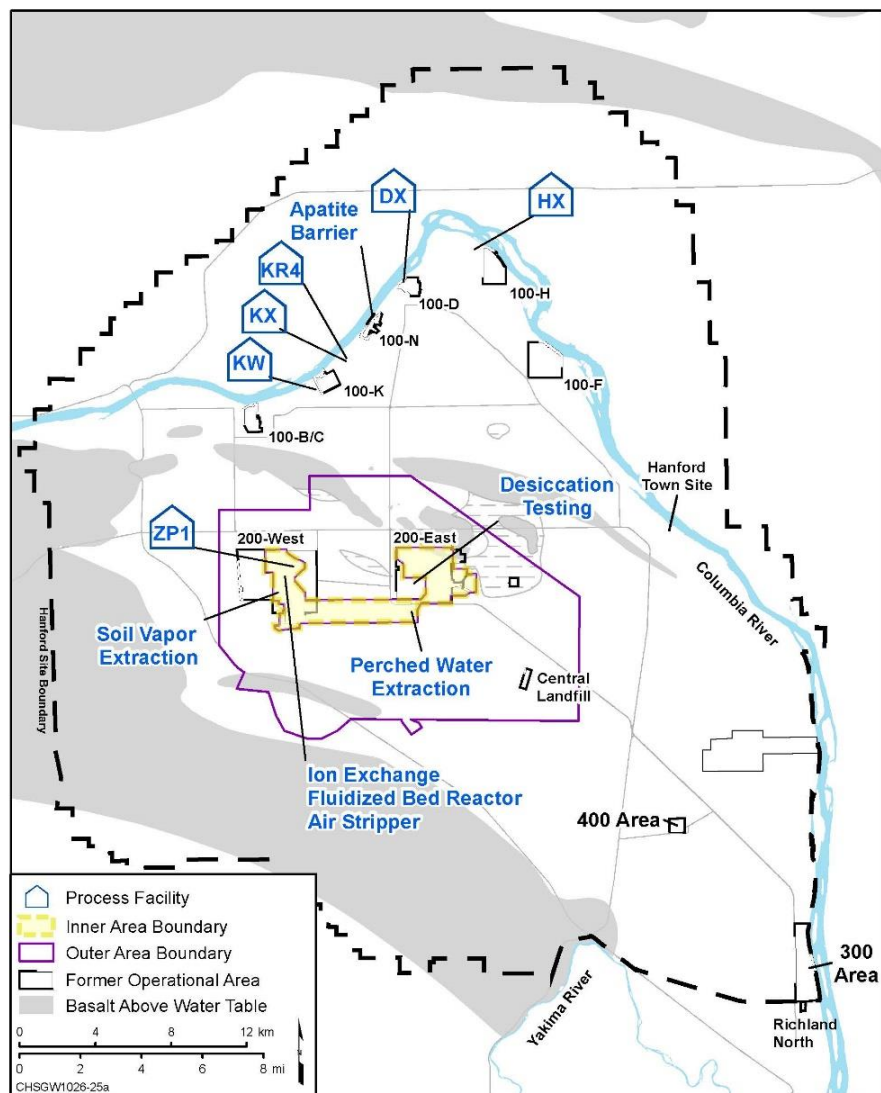 DX
HX
Apatite
Barrier
KR4
100-D
100-H
KX
100-N
KW
100-K
100-F
100-B/C
Hanford
Town Site
Desiccation
Testing
ZP1
200-West
200-East
Columbia River
Hanford Site Boundary
Soil Vapor
Extraction
Perched Water
Extraction
Central
Landfill
Ion Exchange
Fluidized Bed Reactor
Air Stripper
400 Area
Process Facility
Inner Area Boundary
Outer Area Boundary
Former Operational Area
Basalt Above Water Table
0 4 8 12 km
0 2 4 6 8 mi
CHSGW1026-25a
300
Area
Yakima River
Richland
North